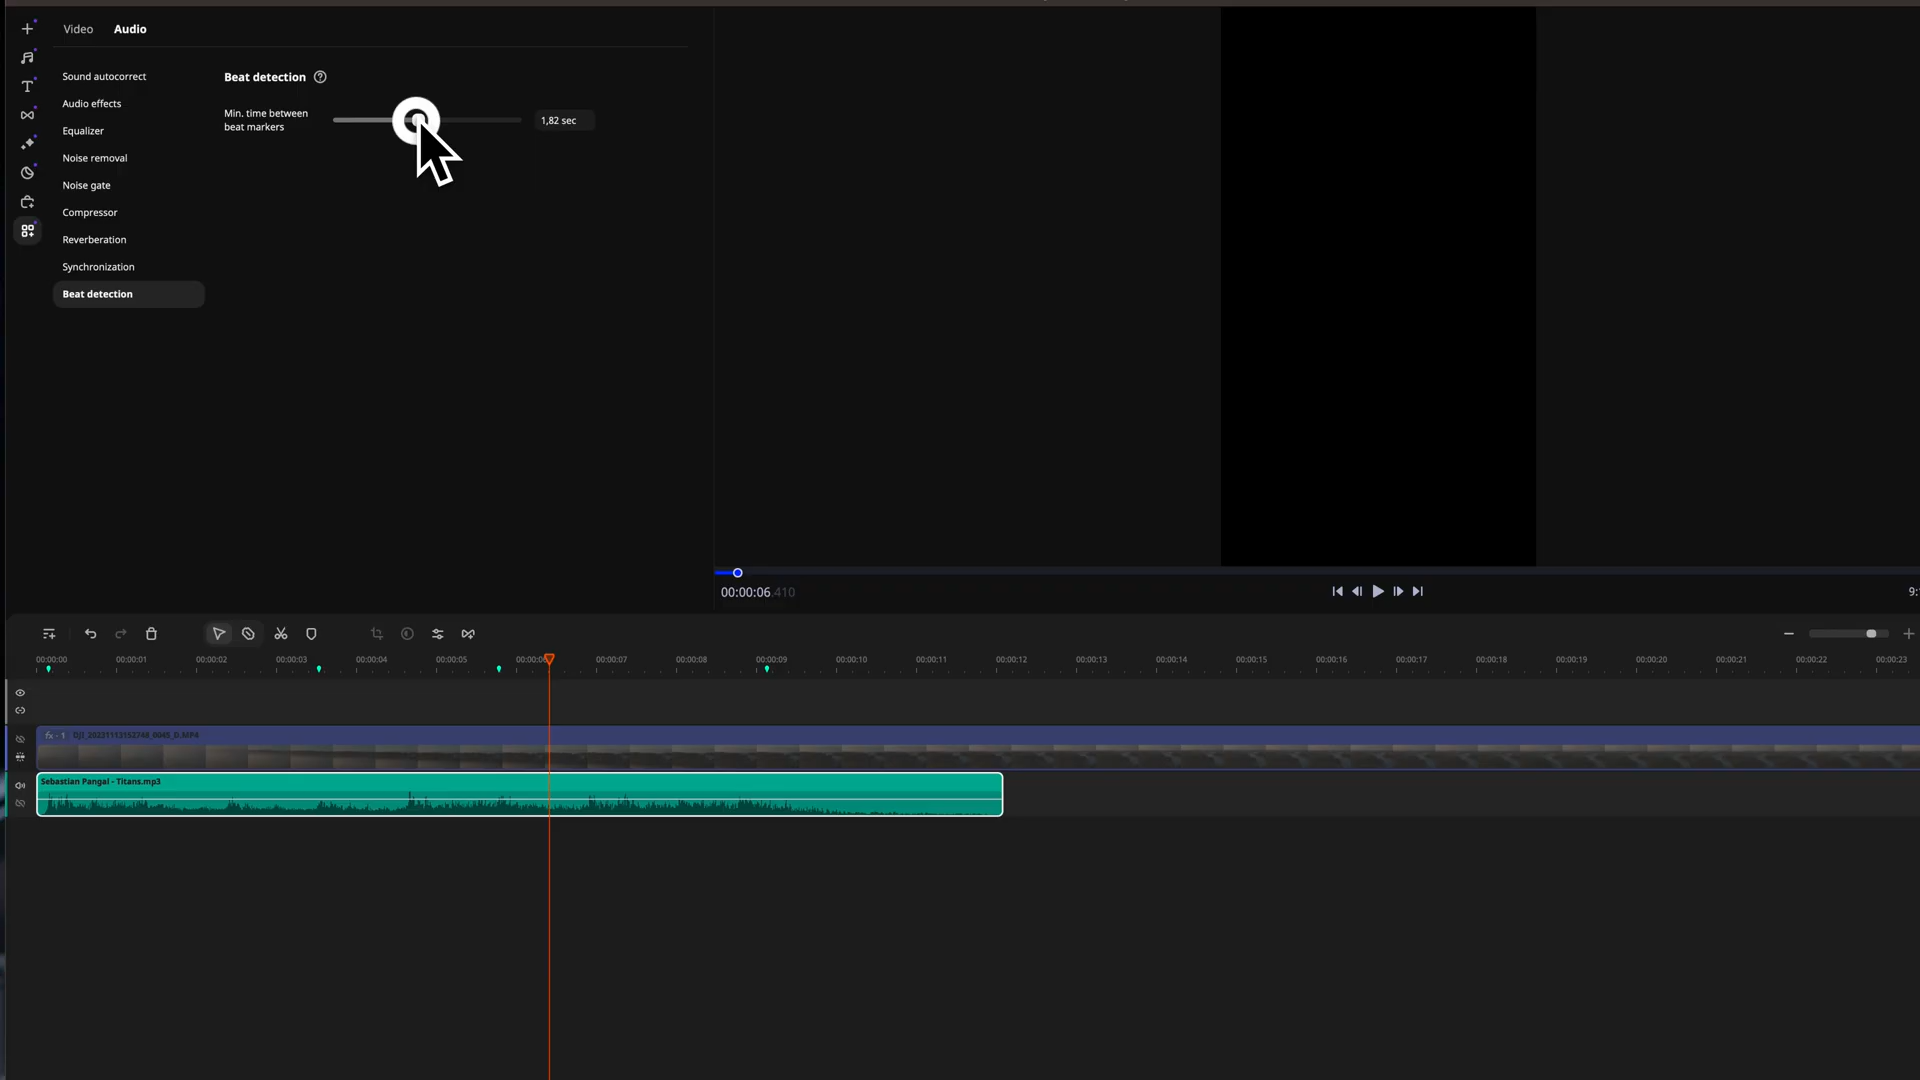 Video Audio
Sound autocorrect
Audio effects
Equalizer
Noise removal
Noise gate
Compressor
Reverberation
Synchronization
Beat detection
Beat detection ?
Min. time between
beat markers
1,82 sec
00:00:06.410
9:
00:00:00 00:00:01 00:00:02 00:00:03 00:00:04 00:00:05 00:00:06 00:00:07 00:00:08 00:00:09 00:00:10 00:00:11 00:00:12 00:00:13 00:00:14 00:00:15 00:00:16 00:00:17 00:00:18 00:00:19 00:00:20 00:00:21 00:00:22 00:00:23
fx - 1 DJI_20231113152748_0045_D.MP4
Sebastian Pangal - Titans.mp3